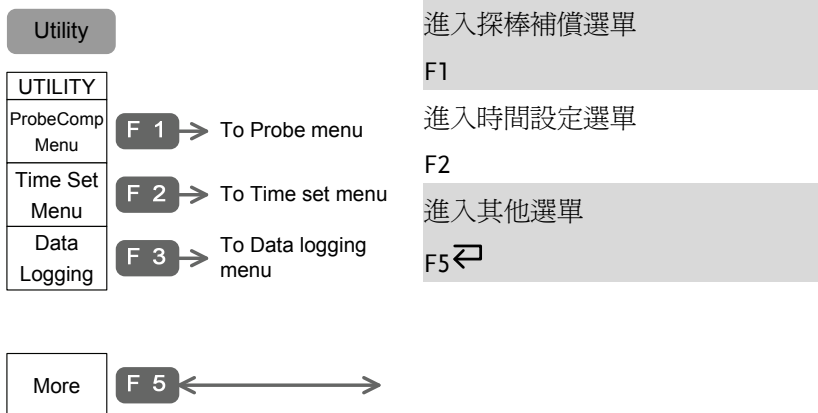 Utility
UTILITY
ProbeComp
Menu
F 1
To Probe menu
Time Set
Menu
F 2
To Time set menu
Data
Logging
F 3
To Data logging
menu
More
F 5
進入探棒補償選單
F1
進入時間設定選單
F2
進入其他選單
F5